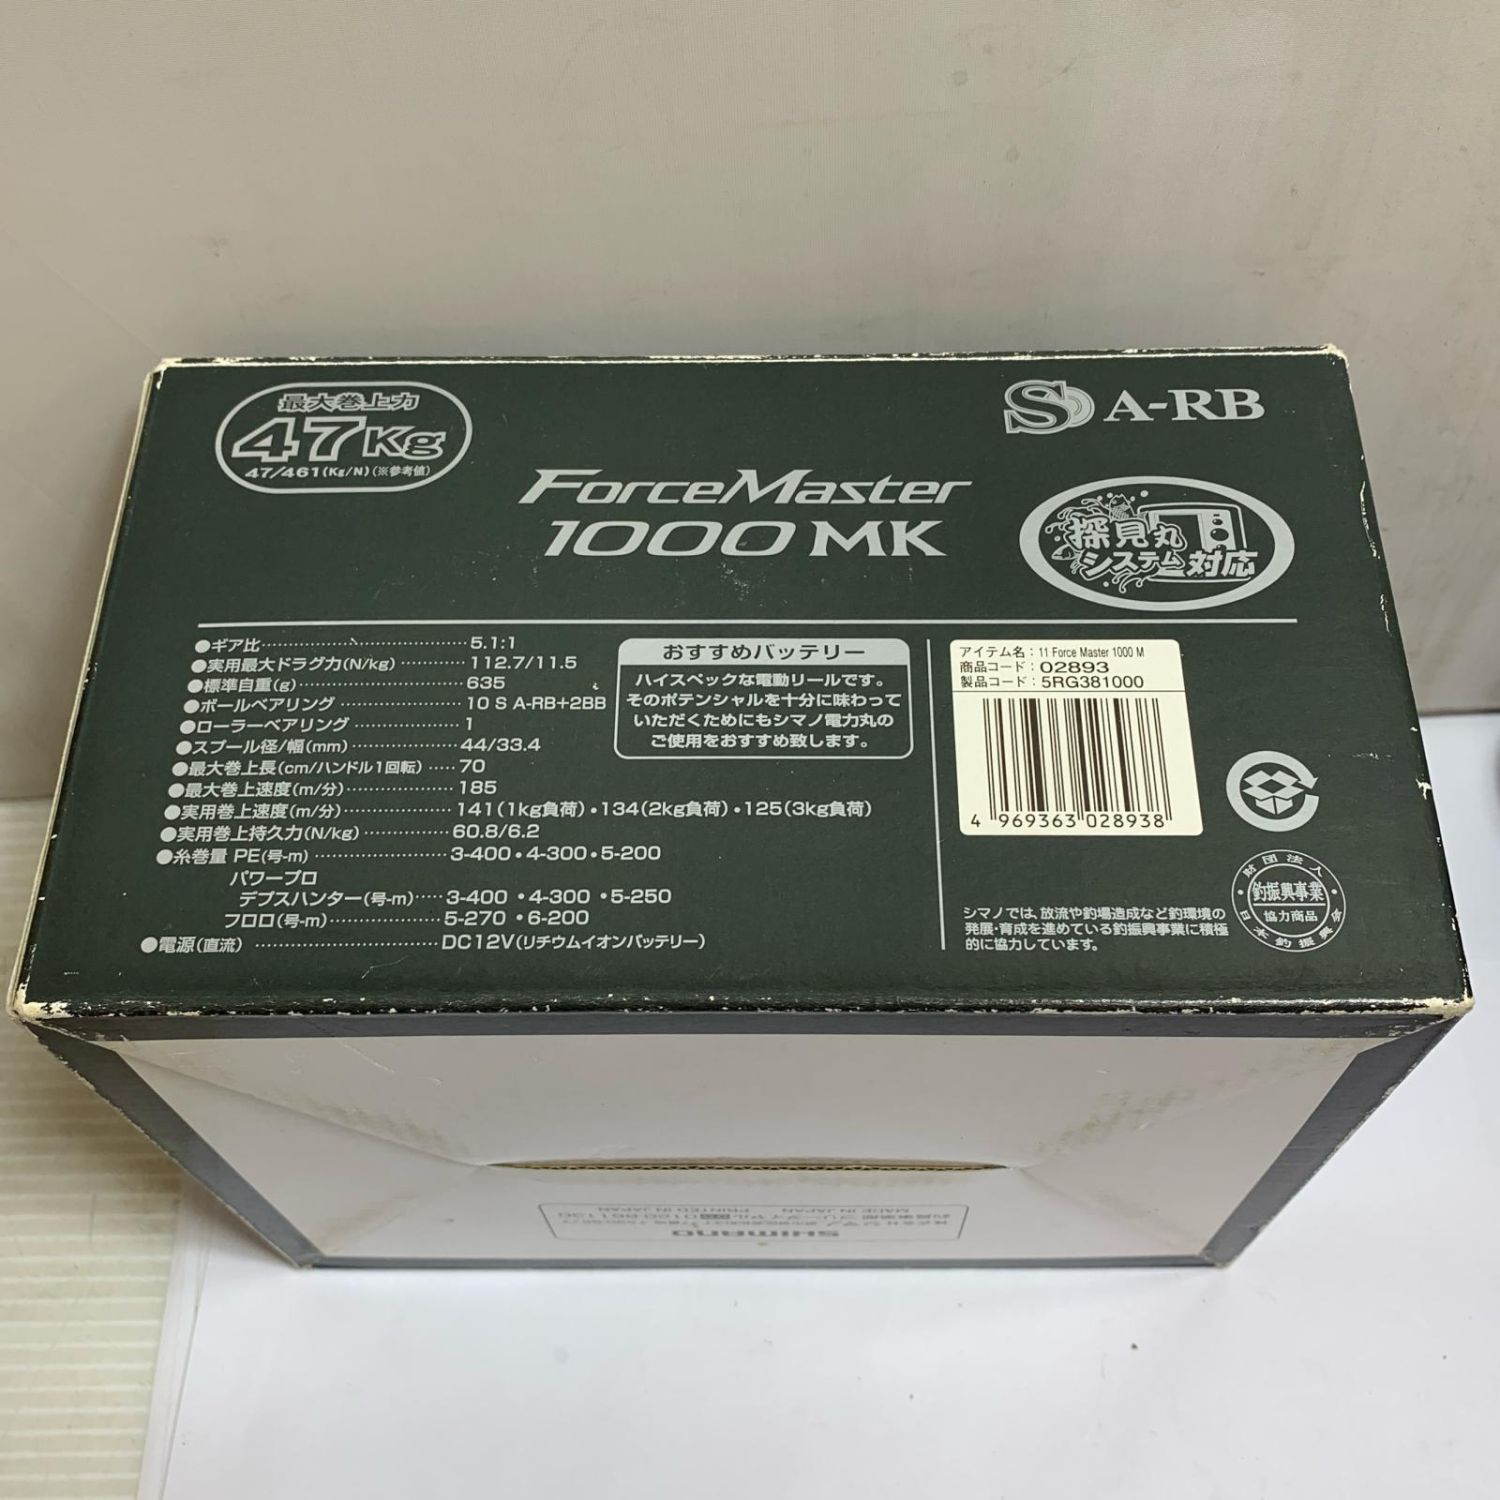 最大巻上力
47Kg
47/461(Kg/N)(※参考値)
S A-RB
ForceMaster
1000MK
探見丸
システム対応
●ギア比 5.1:1
●実用最大ドラグ力(N/kg) 112.7/11.5
●標準自重(g) 635
●ボールベアリング 10 S A-RB+2BB
●ローラーベアリング 1
●スプール径/幅(mm) 44/33.4
●最大巻上長(cm/ハンドル1回転) 70
●最大巻上速度(m/分) 185
●実用巻上速度(m/分) 141(1kg負荷)・134(2kg負荷)・125(3kg負荷)
●実用巻上持久力(N/kg) 60.8/6.2
●糸巻量 PE(号-m) 3-400・4-300・5-200
パワープロ
デプスハンター(号-m) 3-400・4-300・5-250
フロロ(号-m) 5-270・6-200
●電源(直流) DC12V(リチウムイオンバッテリー)
おすすめバッテリー
ハイスペックな電動リールです。
そのポテンシャルを十分に味わって
いただくためにもシマノ電力丸の
ご使用をおすすめ致します。
アイテム名：11 Force Master 1000 M
商品コード：02893
製品コード：5RG381000
4 969363 028938
シマノでは、放流や釣場造成など釣環境の
発展・育成を進めている釣振興事業に積極
的に協力しています。
財団法人
釣振興事業
協力商品
日本釣振興会
SHIMANO
MADE IN JAPAN PRINTED IN JAPAN